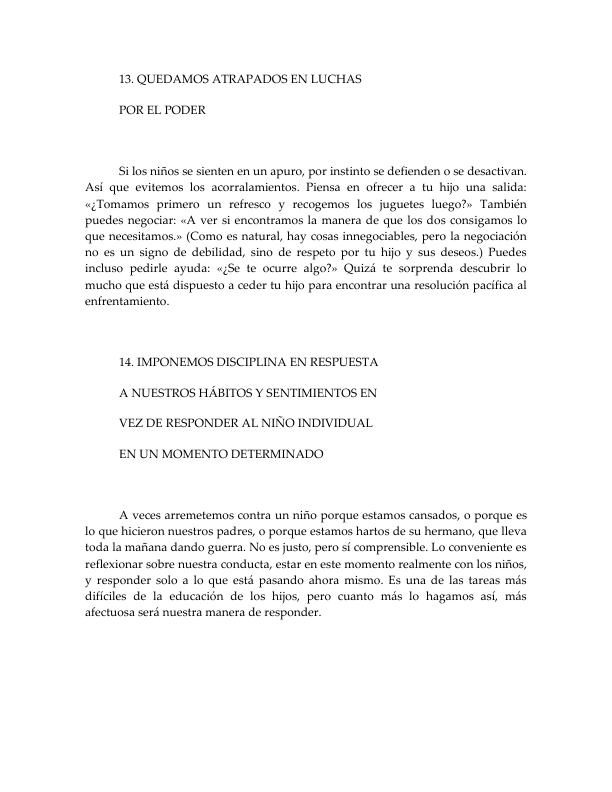 13. QUEDAMOS ATRAPADOS EN LUCHAS
POR EL PODER
Si los niños se sienten en un apuro, por instinto se defienden o se desactivan.
Así que evitemos los acorralamientos. Piensa en ofrecer a tu hijo una salida:
«¿Tomamos primero un refresco y recogemos los juguetes luego?» También
puedes negociar: «A ver si encontramos la manera de que los dos consigamos lo
que necesitamos.» (Como es natural, hay cosas innegociables, pero la negociación
no es un signo de debilidad, sino de respeto por tu hijo y sus deseos.) Puedes
incluso pedirle ayuda: «¿Se te ocurre algo?» Quizá te sorprenda descubrir lo
mucho que está dispuesto a ceder tu hijo para encontrar una resolución pacífica al
enfrentamiento.
14. IMPONEMOS DISCIPLINA EN RESPUESTA
A NUESTROS HÁBITOS Y SENTIMIENTOS EN
VEZ DE RESPONDER AL NIÑO INDIVIDUAL
EN UN MOMENTO DETERMINADO
A veces arremetemos contra un niño porque estamos cansados, o porque es
lo que hicieron nuestros padres, o porque estamos hartos de su hermano, que lleva
toda la mañana dando guerra. No es justo, pero sí comprensible. Lo conveniente es
reflexionar sobre nuestra conducta, estar en este momento realmente con los niños,
y responder solo a lo que está pasando ahora mismo. Es una de las tareas más
difíciles de la educación de los hijos, pero cuanto más lo hagamos así, más
afectuosa será nuestra manera de responder.